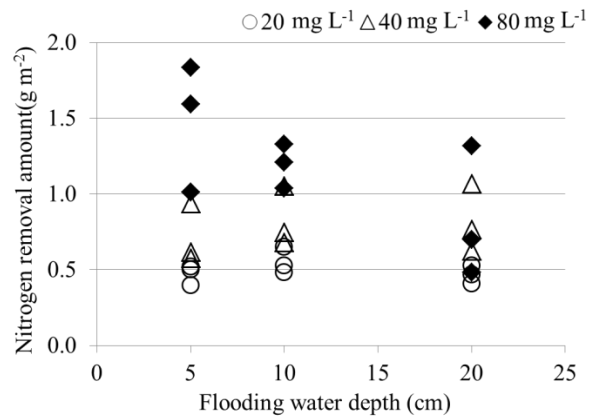 ○20 mg L-1 △40 mg L-1 ◆80 mg L-1
Nitrogen removal amount(g m-2)
2.0
1.5
1.0
0.5
0.0
0 5 10 15 20 25
Flooding water depth (cm)